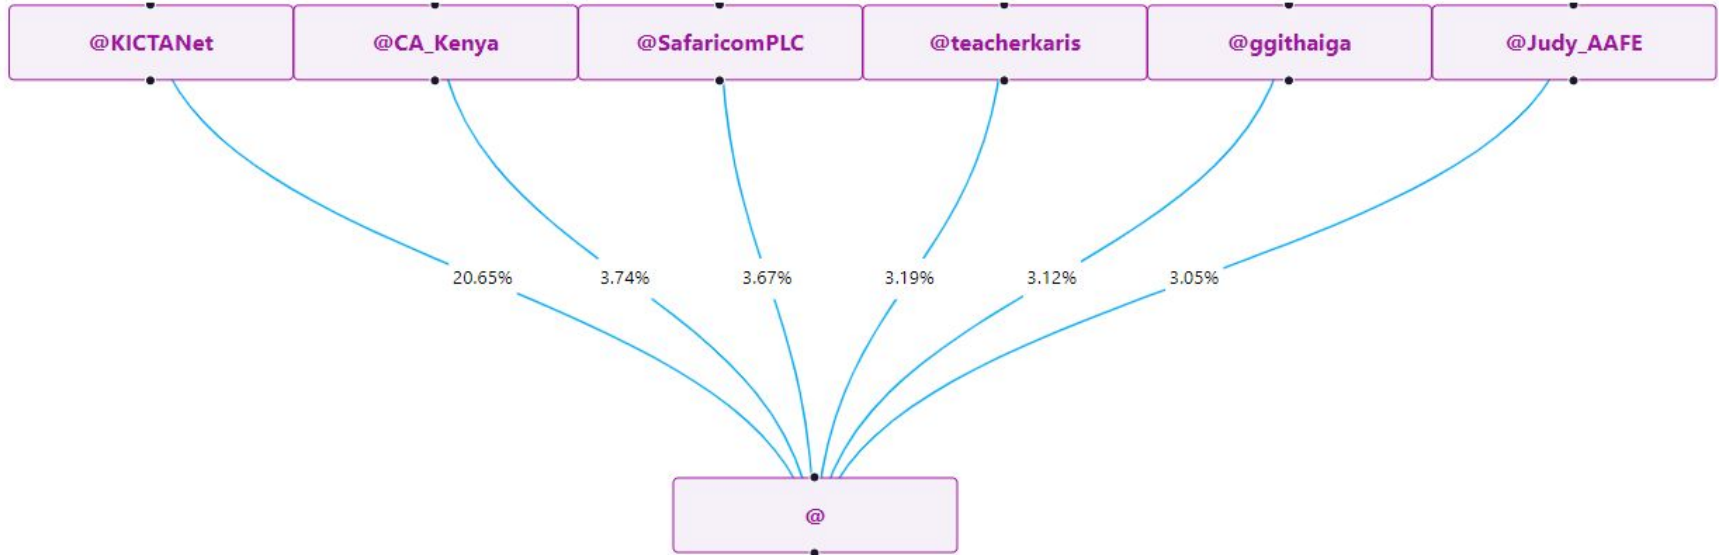 @KICTANet @CA_Kenya @SafaricomPLC @teacherkaris @ggithaiga @Judy_AAFE
20.65% 3.74% 3.67% 3.19% 3.12% 3.05%
@